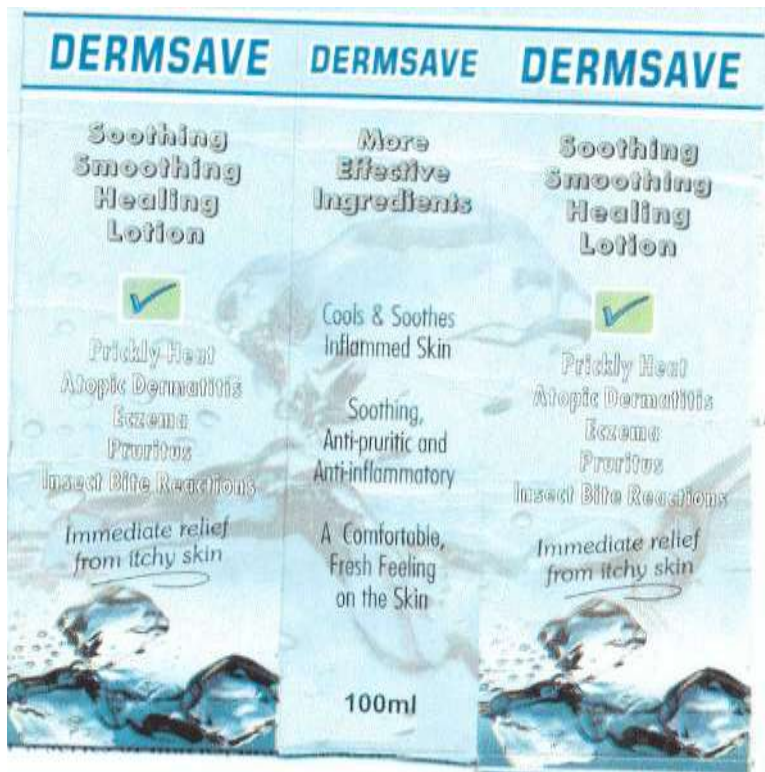 DERMSAVE
Soothing
Smoothing
Healing
Lotion
Prickly Heat
Atopic Dermatitis
Eczema
Pruritus
Insect Bite Reactions
Immediate relief
from itchy skin
DERMSAVE
More
Effective
Ingredients
Cools & Soothes
Inflammed Skin
Soothing,
Anti-pruritic and
Anti-inflammatory
A Comfortable,
Fresh Feeling
on the Skin
100ml
DERMSAVE
Soothing
Smoothing
Healing
Lotion
Prickly Heat
Atopic Dermatitis
Eczema
Pruritus
Insect Bite Reactions
Immediate relief
from itchy skin